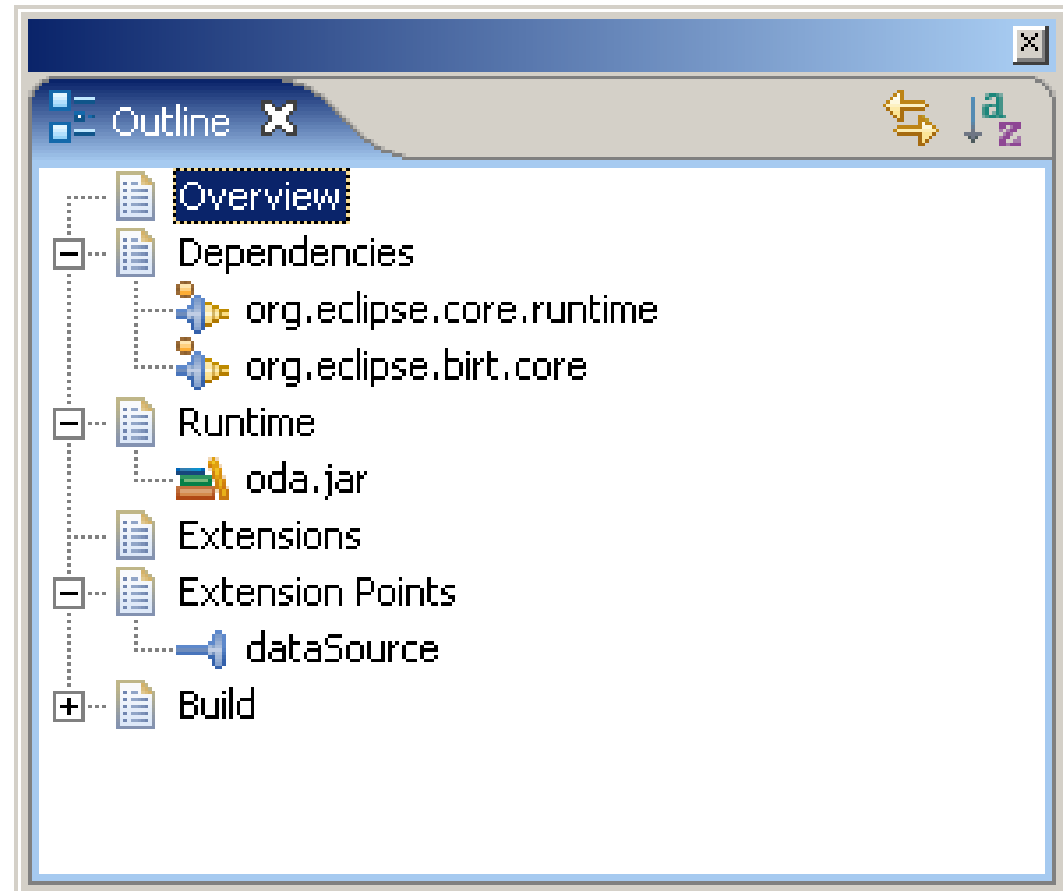 Outline
a
z
Overview
Dependencies
org.eclipse.core.runtime
org.eclipse.birt.core
Runtime
oda.jar
Extensions
Extension Points
dataSource
Build